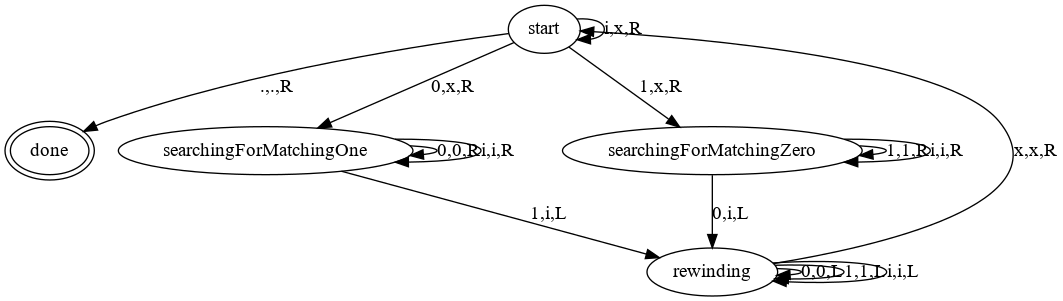 start
i,x,R
.,.,R
0,x,R
1,x,R
done
searchingForMatchingOne
0,0,R
i,i,R
searchingForMatchingZero
1,1,R
i,i,R
x,x,R
1,i,L
0,i,L
rewinding
0,0,L
1,1,L
i,i,L